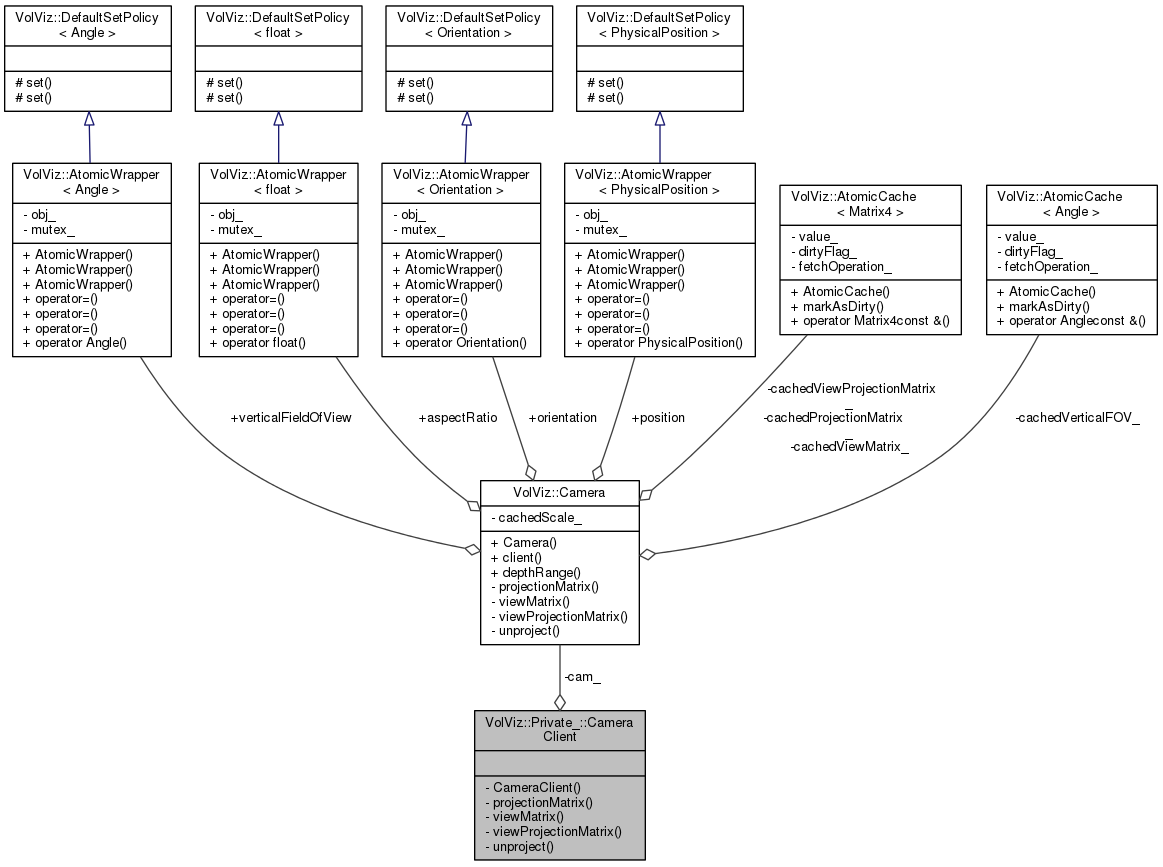 VolViz::DefaultSetPolicy
< Angle >
# set()
# set()
VolViz::DefaultSetPolicy
< float >
# set()
# set()
VolViz::DefaultSetPolicy
< Orientation >
# set()
# set()
VolViz::DefaultSetPolicy
< PhysicalPosition >
# set()
# set()
VolViz::AtomicWrapper
< Angle >
- obj_
- mutex_
+ AtomicWrapper()
+ AtomicWrapper()
+ AtomicWrapper()
+ operator=()
+ operator=()
+ operator=()
+ operator Angle()
VolViz::AtomicWrapper
< float >
- obj_
- mutex_
+ AtomicWrapper()
+ AtomicWrapper()
+ AtomicWrapper()
+ operator=()
+ operator=()
+ operator=()
+ operator float()
VolViz::AtomicWrapper
< Orientation >
- obj_
- mutex_
+ AtomicWrapper()
+ AtomicWrapper()
+ AtomicWrapper()
+ operator=()
+ operator=()
+ operator=()
+ operator Orientation()
VolViz::AtomicWrapper
< PhysicalPosition >
- obj_
- mutex_
+ AtomicWrapper()
+ AtomicWrapper()
+ AtomicWrapper()
+ operator=()
+ operator=()
+ operator=()
+ operator PhysicalPosition()
VolViz::AtomicCache
< Matrix4 >
- value_
- dirtyFlag_
- fetchOperation_
+ AtomicCache()
+ markAsDirty()
+ operator Matrix4const &()
VolViz::AtomicCache
< Angle >
- value_
- dirtyFlag_
- fetchOperation_
+ AtomicCache()
+ markAsDirty()
+ operator Angleconst &()
+verticalFieldOfView
+aspectRatio
+orientation
+position
-cachedViewProjectionMatrix
_
-cachedProjectionMatrix
_
-cachedViewMatrix_
-cachedVerticalFOV_
VolViz::Camera
- cachedScale_
+ Camera()
+ client()
+ depthRange()
- projectionMatrix()
- viewMatrix()
- viewProjectionMatrix()
- unproject()
-cam_
VolViz::Private_::Camera
Client
- CameraClient()
- projectionMatrix()
- viewMatrix()
- viewProjectionMatrix()
- unproject()